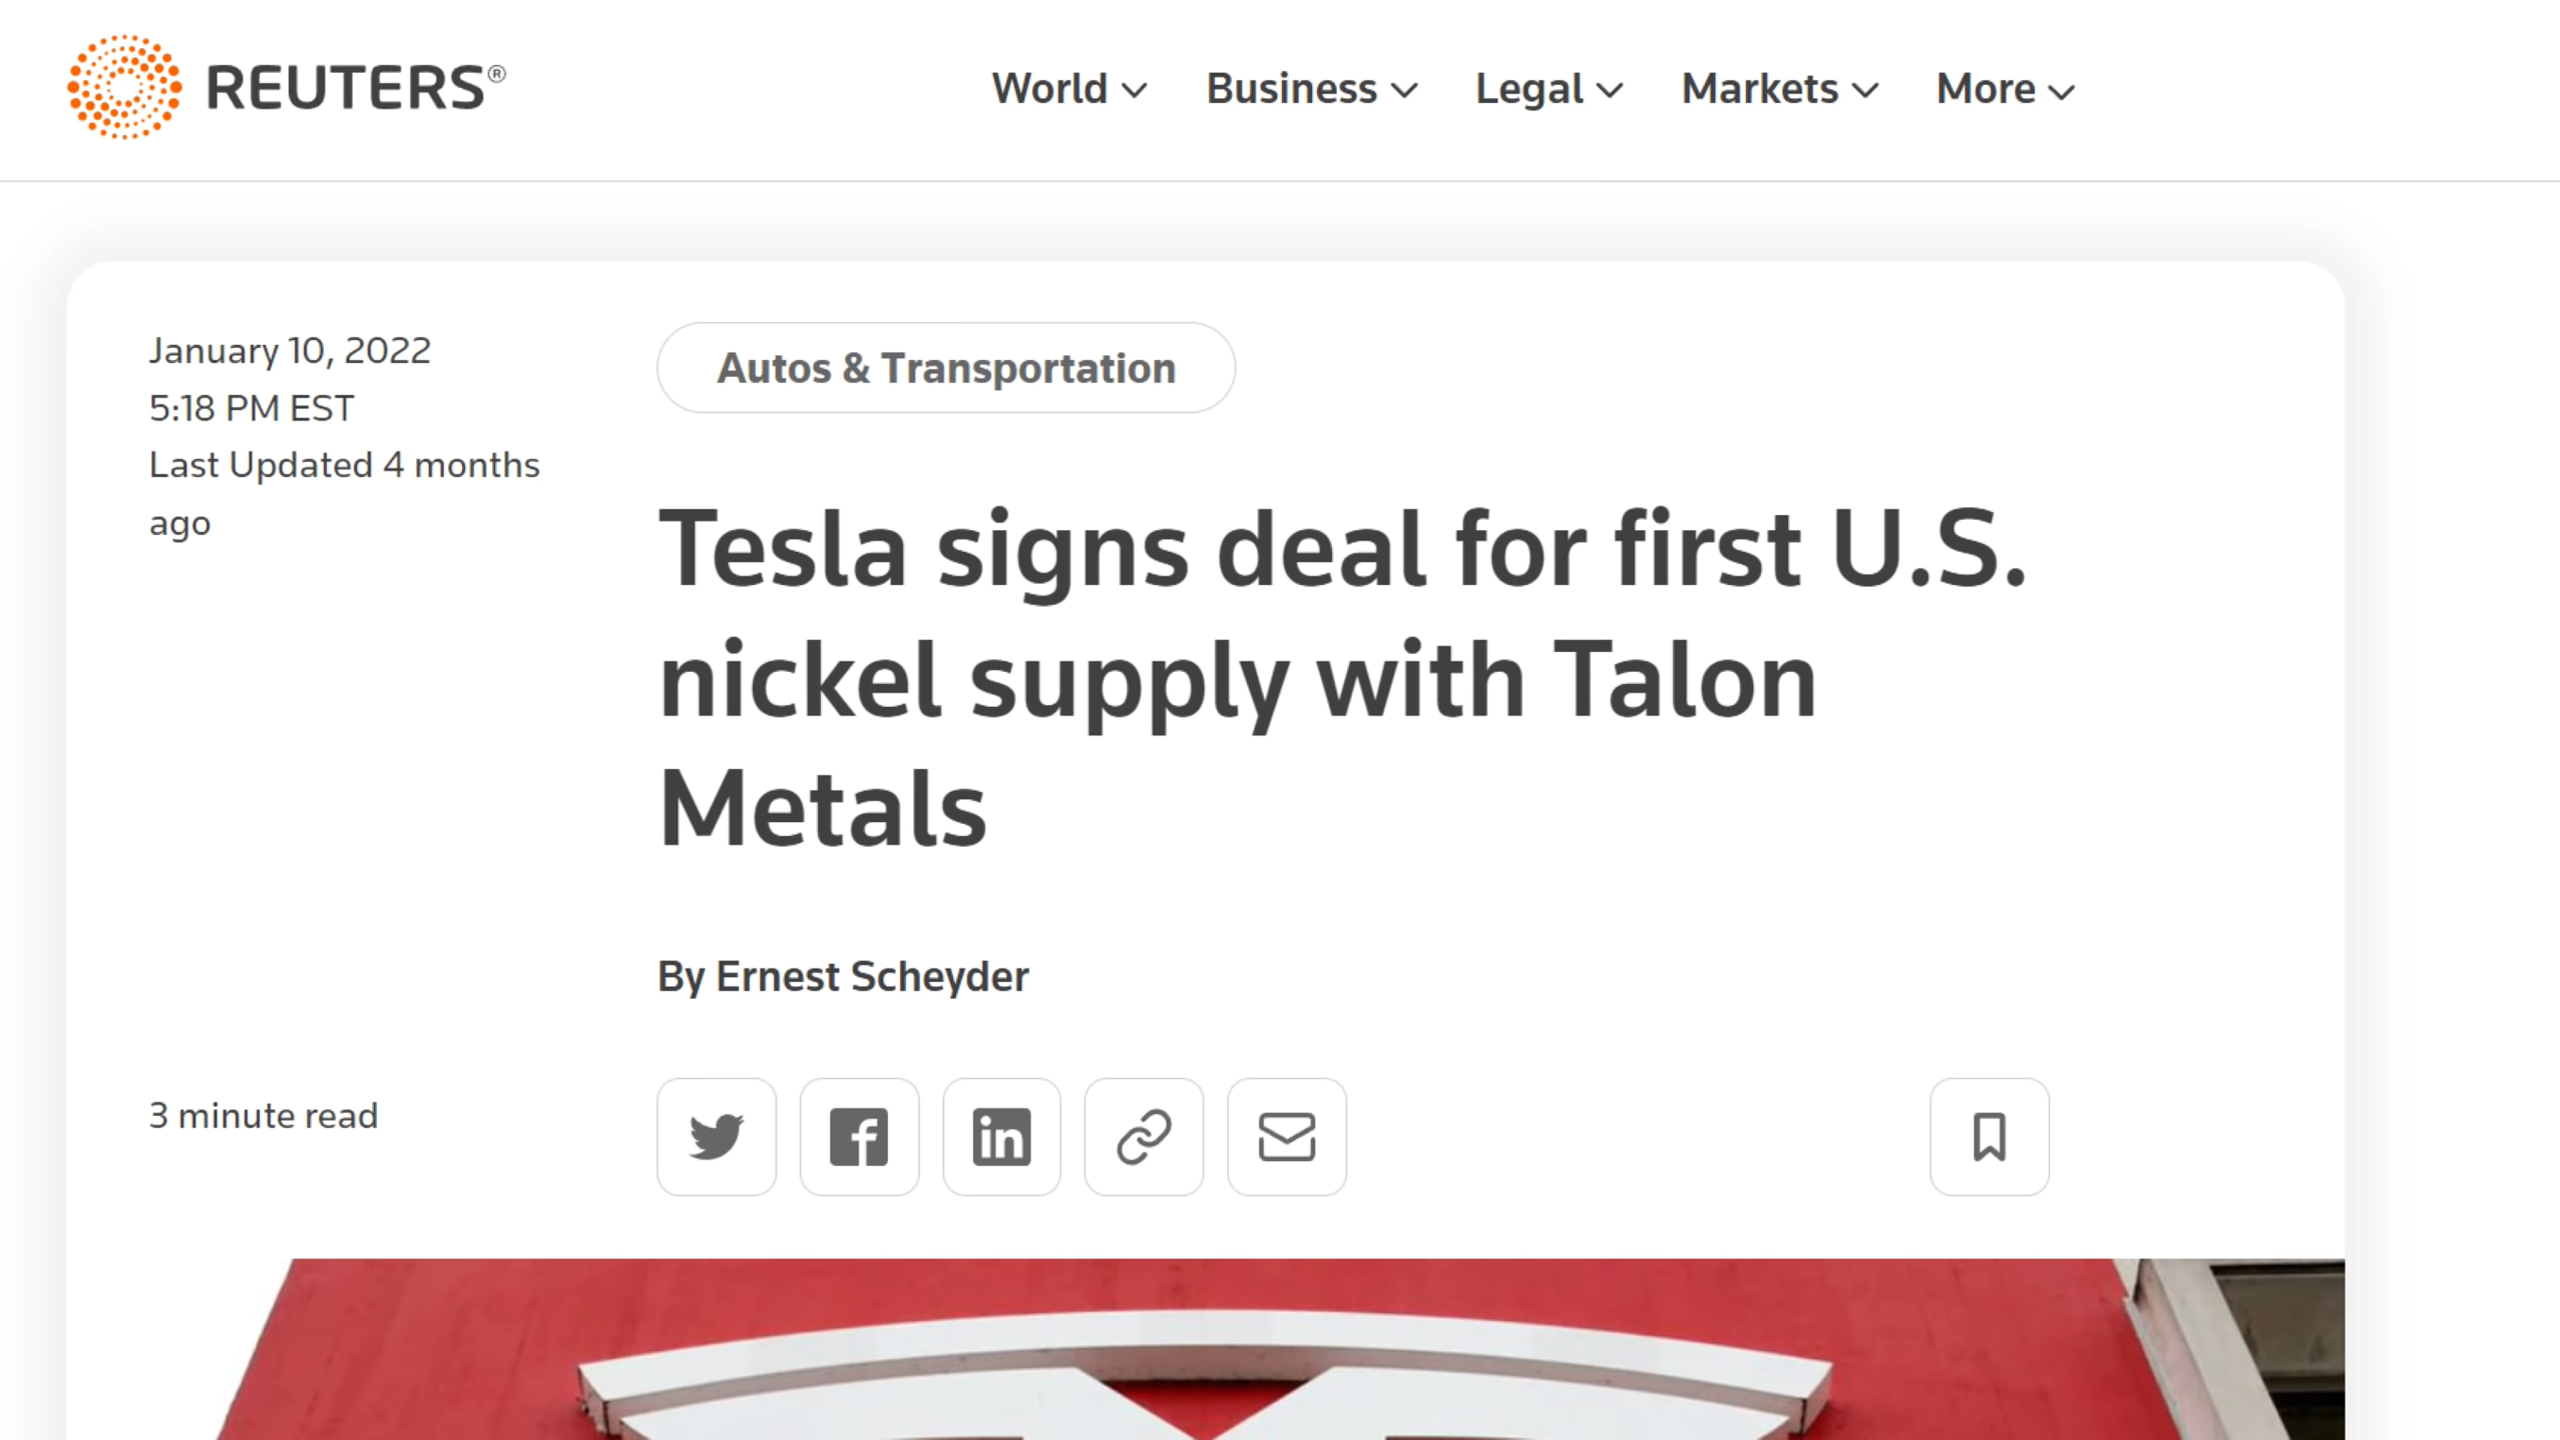 REUTERS®
World
Business
Legal
Markets
More
January 10, 2022
5:18 PM EST
Last Updated 4 months
ago
Autos & Transportation
Tesla signs deal for first U.S.
nickel supply with Talon
Metals
By Ernest Scheyder
3 minute read